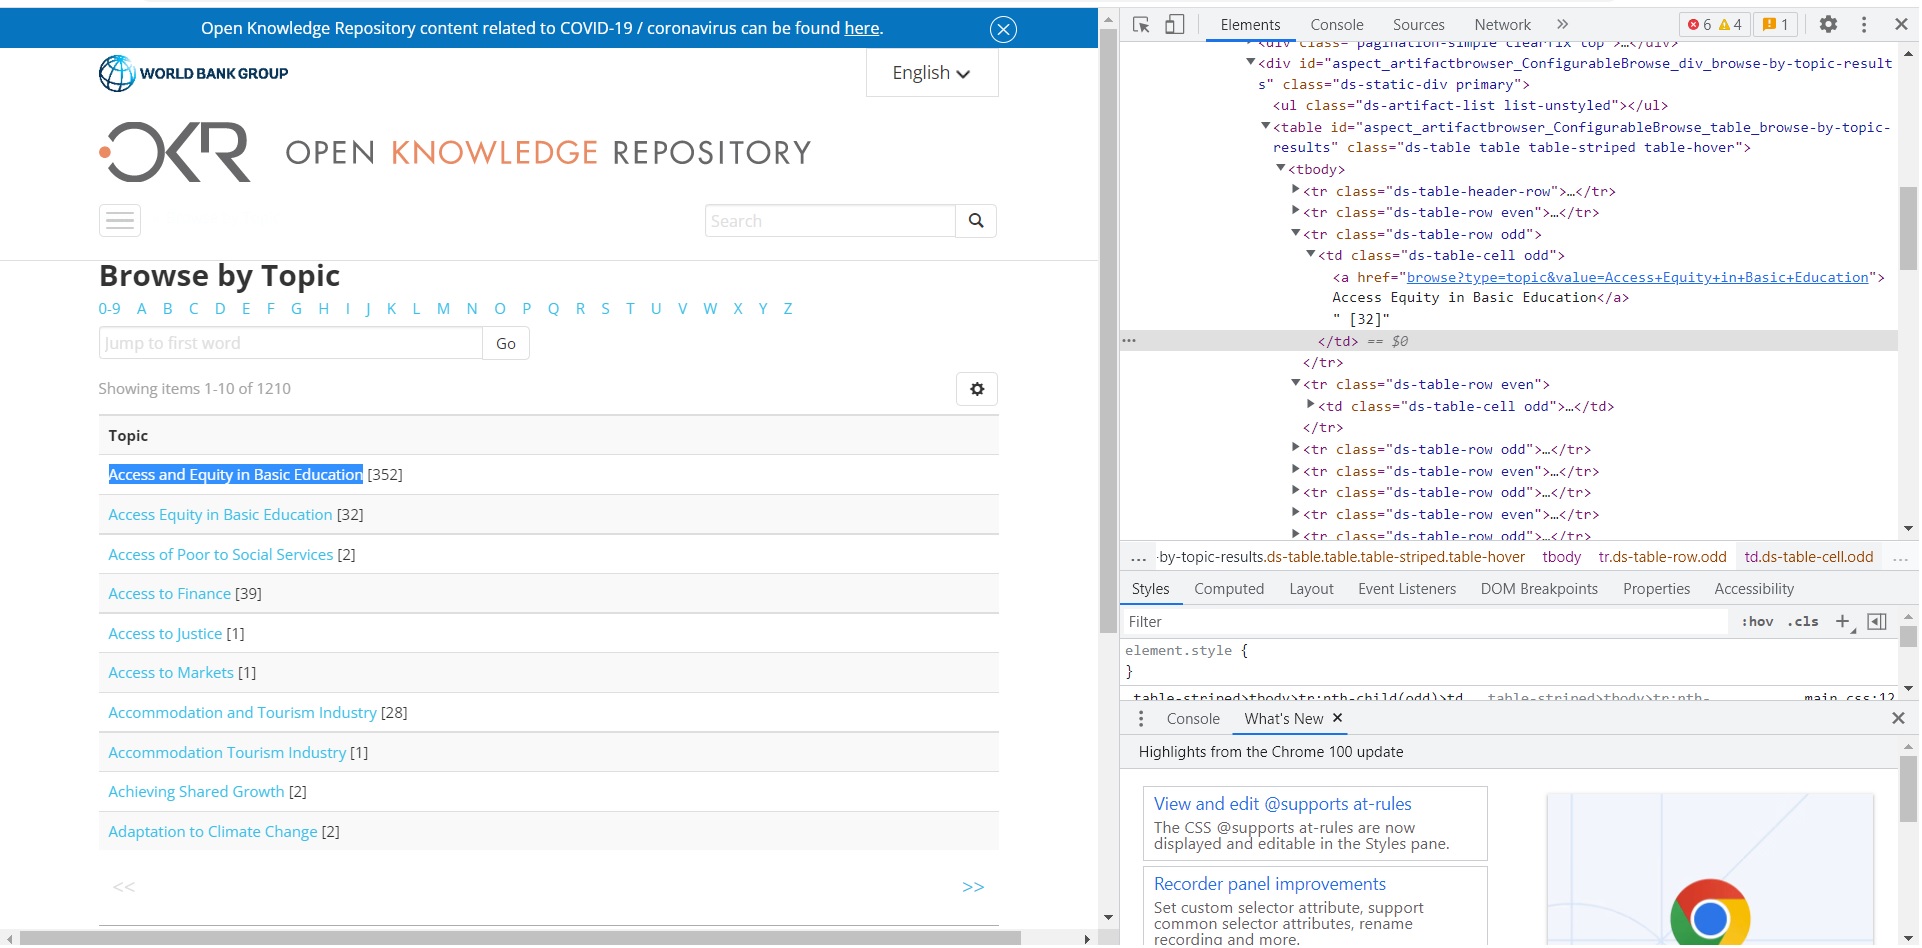 Open Knowledge Repository content related to COVID-19 / coronavirus can be found here.
WORLD BANK GROUP
English
OKR OPEN KNOWLEDGE REPOSITORY
Search
Browse by Topic
0-9 A B C D E F G H I J K L M N O P Q R S T U V W X Y Z
Jump to first word Go
Showing items 1-10 of 1210
Topic
Access and Equity in Basic Education [352]
Access Equity in Basic Education [32]
Access of Poor to Social Services [2]
Access to Finance [39]
Access to Justice [1]
Access to Markets [1]
Accommodation and Tourism Industry [28]
Accommodation Tourism Industry [1]
Achieving Shared Growth [2]
Adaptation to Climate Change [2]
<< >>
Elements Console Sources Network >> 6 4 1
<div class="pagination-simple clearfix top">…</div>
<div id="aspect_artifactbrowser_ConfigurableBrowse_div_browse-by-topic-result
s" class="ds-static-div primary">
<ul class="ds-artifact-list list-unstyled"></ul>
<table id="aspect_artifactbrowser_ConfigurableBrowse_table_browse-by-topic-
results" class="ds-table table table-striped table-hover">
<tbody>
<tr class="ds-table-header-row">…</tr>
<tr class="ds-table-row even">…</tr>
<tr class="ds-table-row odd">
<td class="ds-table-cell odd">
<a href="browse?type=topic&value=Access+Equity+in+Basic+Education">
Access Equity in Basic Education</a>
" [32]"
… </td> == $0
</tr>
<tr class="ds-table-row even">
<td class="ds-table-cell odd">…</td>
</tr>
<tr class="ds-table-row odd">…</tr>
<tr class="ds-table-row even">…</tr>
<tr class="ds-table-row odd">…</tr>
<tr class="ds-table-row even">…</tr>
<tr class="ds-table-row odd">…</tr>
… -by-topic-results.ds-table.table.table-striped.table-hover tbody tr.ds-table-row.odd td.ds-table-cell.odd …
Styles Computed Layout Event Listeners DOM Breakpoints Properties Accessibility
Filter :hov .cls +
element.style {
}
.table-striped>tbody>tr:nth-child(odd)>td, .table-striped>tbody>tr:nth- main.css:12
Console What's New
Highlights from the Chrome 100 update
View and edit @supports at-rules
The CSS @supports at-rules are now
displayed and editable in the Styles pane.
Recorder panel improvements
Set custom selector attribute, support
common selector attributes, rename
recording and more.